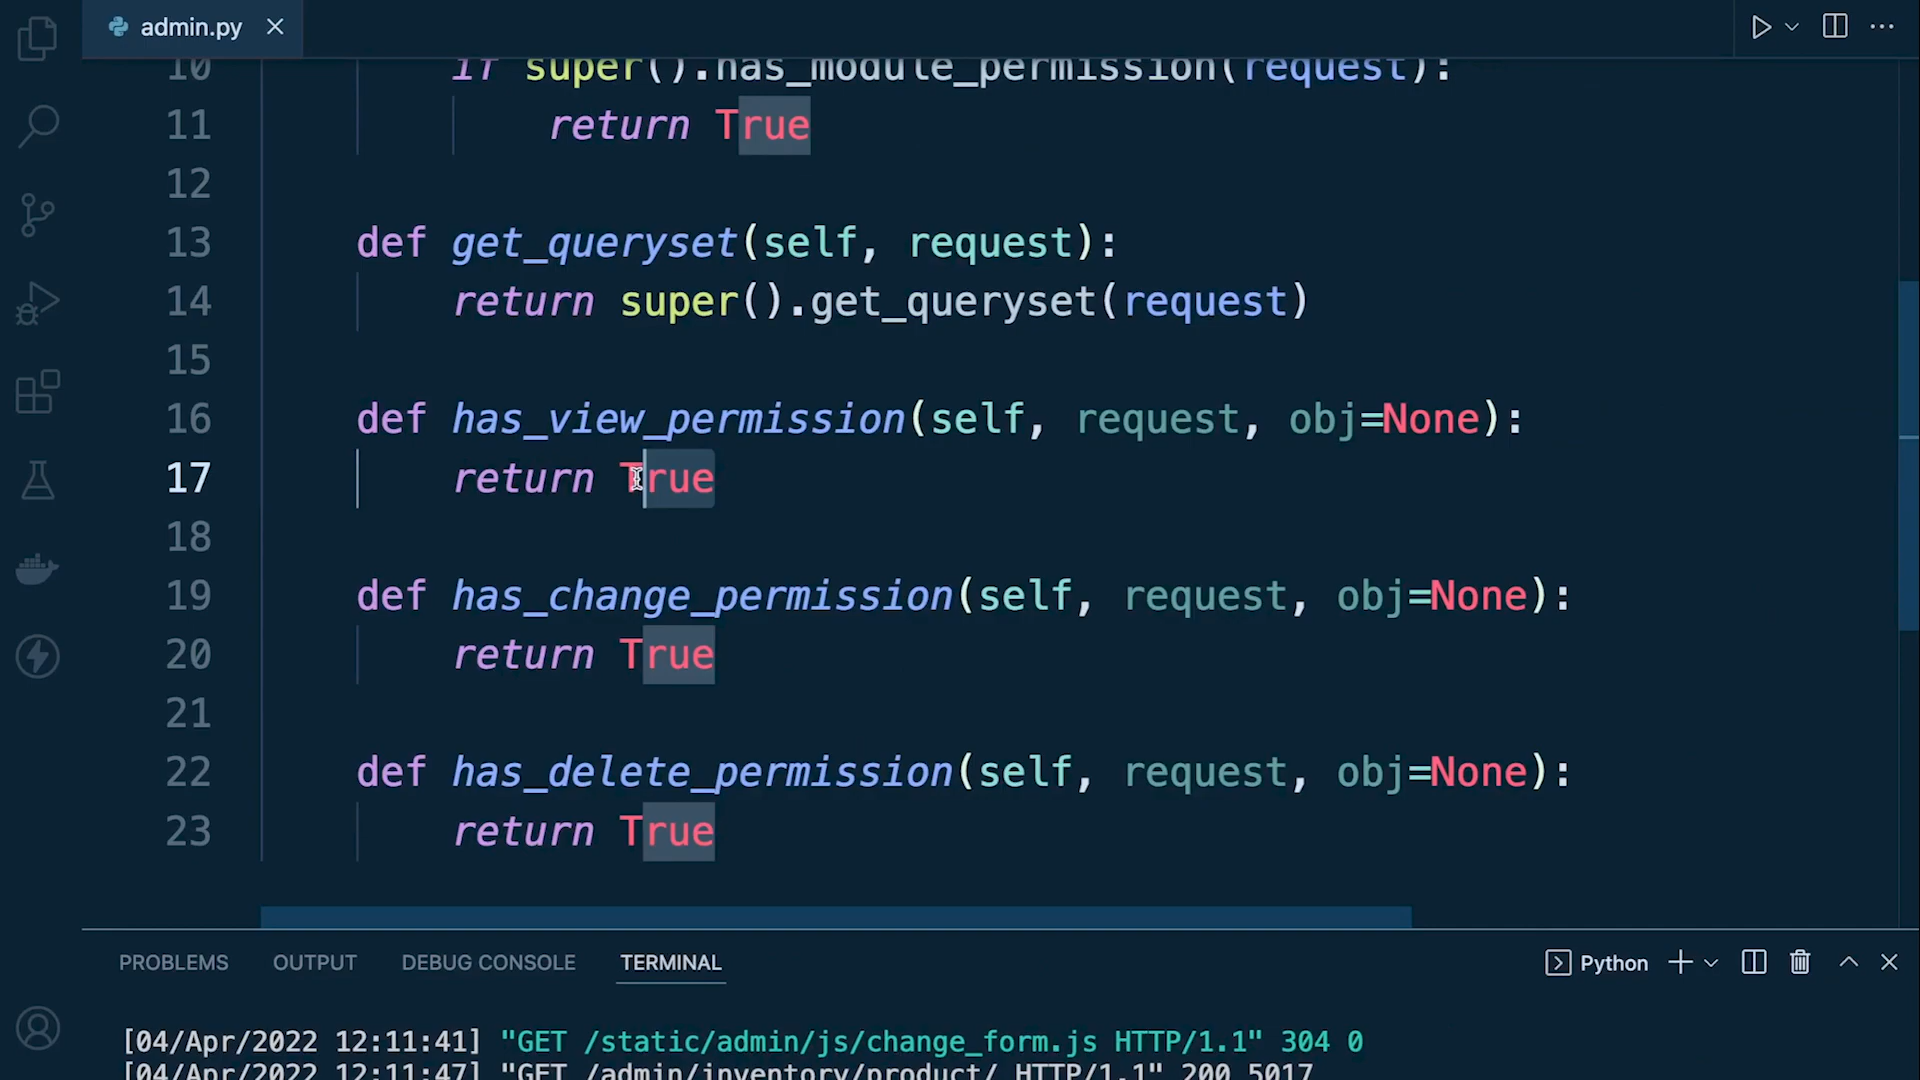 admin.py
10 if super().has_module_permission(request):
11 return True
12
13 def get_queryset(self, request):
14 return super().get_queryset(request)
15
16 def has_view_permission(self, request, obj=None):
17 return True
18
19 def has_change_permission(self, request, obj=None):
20 return True
21
22 def has_delete_permission(self, request, obj=None):
23 return True
PROBLEMS OUTPUT DEBUG CONSOLE TERMINAL Python
[04/Apr/2022 12:11:41] "GET /static/admin/js/change_form.js HTTP/1.1" 304 0
[04/Apr/2022 12:11:47] "GET /admin/inventory/product/ HTTP/1.1" 200 5017